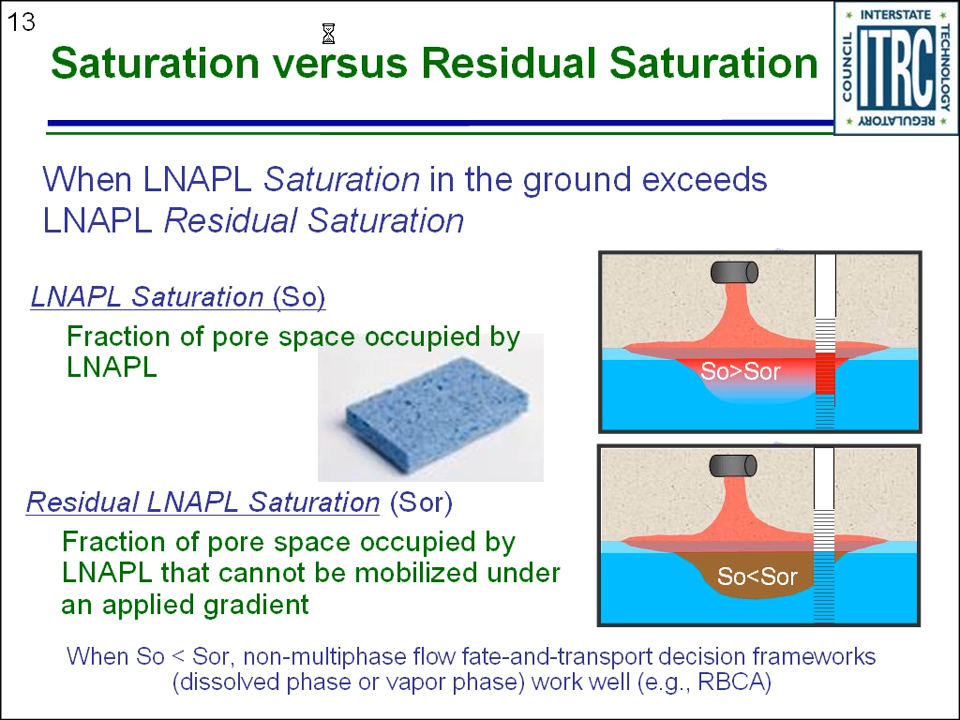 13
Saturation versus Residual Saturation
INTERSTATE
COUNCIL
ITRC
TECHNOLOGY
REGULATORY
When LNAPL Saturation in the ground exceeds
LNAPL Residual Saturation
LNAPL Saturation (So)
Fraction of pore space occupied by
LNAPL
So>Sor
Residual LNAPL Saturation (Sor)
Fraction of pore space occupied by
LNAPL that cannot be mobilized under
an applied gradient
So<Sor
When So < Sor, non-multiphase flow fate-and-transport decision frameworks
(dissolved phase or vapor phase) work well (e.g., RBCA)